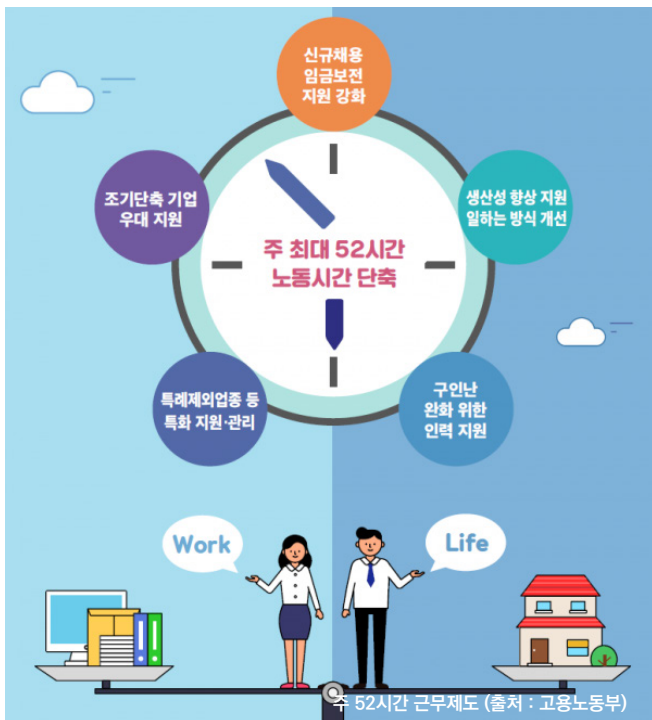 신규채용
임금보전
지원 강화
조기단축 기업
우대 지원
생산성 향상 지원
일하는 방식 개선
주 최대 52시간
노동시간 단축
특례제외업종 등
특화 지원·관리
구인난
완화 위한
인력 지원
Work
Life
주 52시간 근무제도 (출처 : 고용노동부)